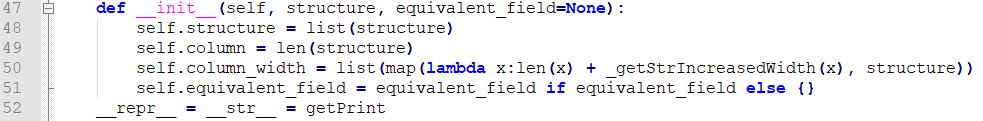 47 def __init__(self, structure, equivalent_field=None):
48 self.structure = list(structure)
49 self.column = len(structure)
50 self.column_width = list(map(lambda x:len(x) + _getStrIncreasedWidth(x), structure))
51 self.equivalent_field = equivalent_field if equivalent_field else {}
52 __repr__ = __str__ = getPrint